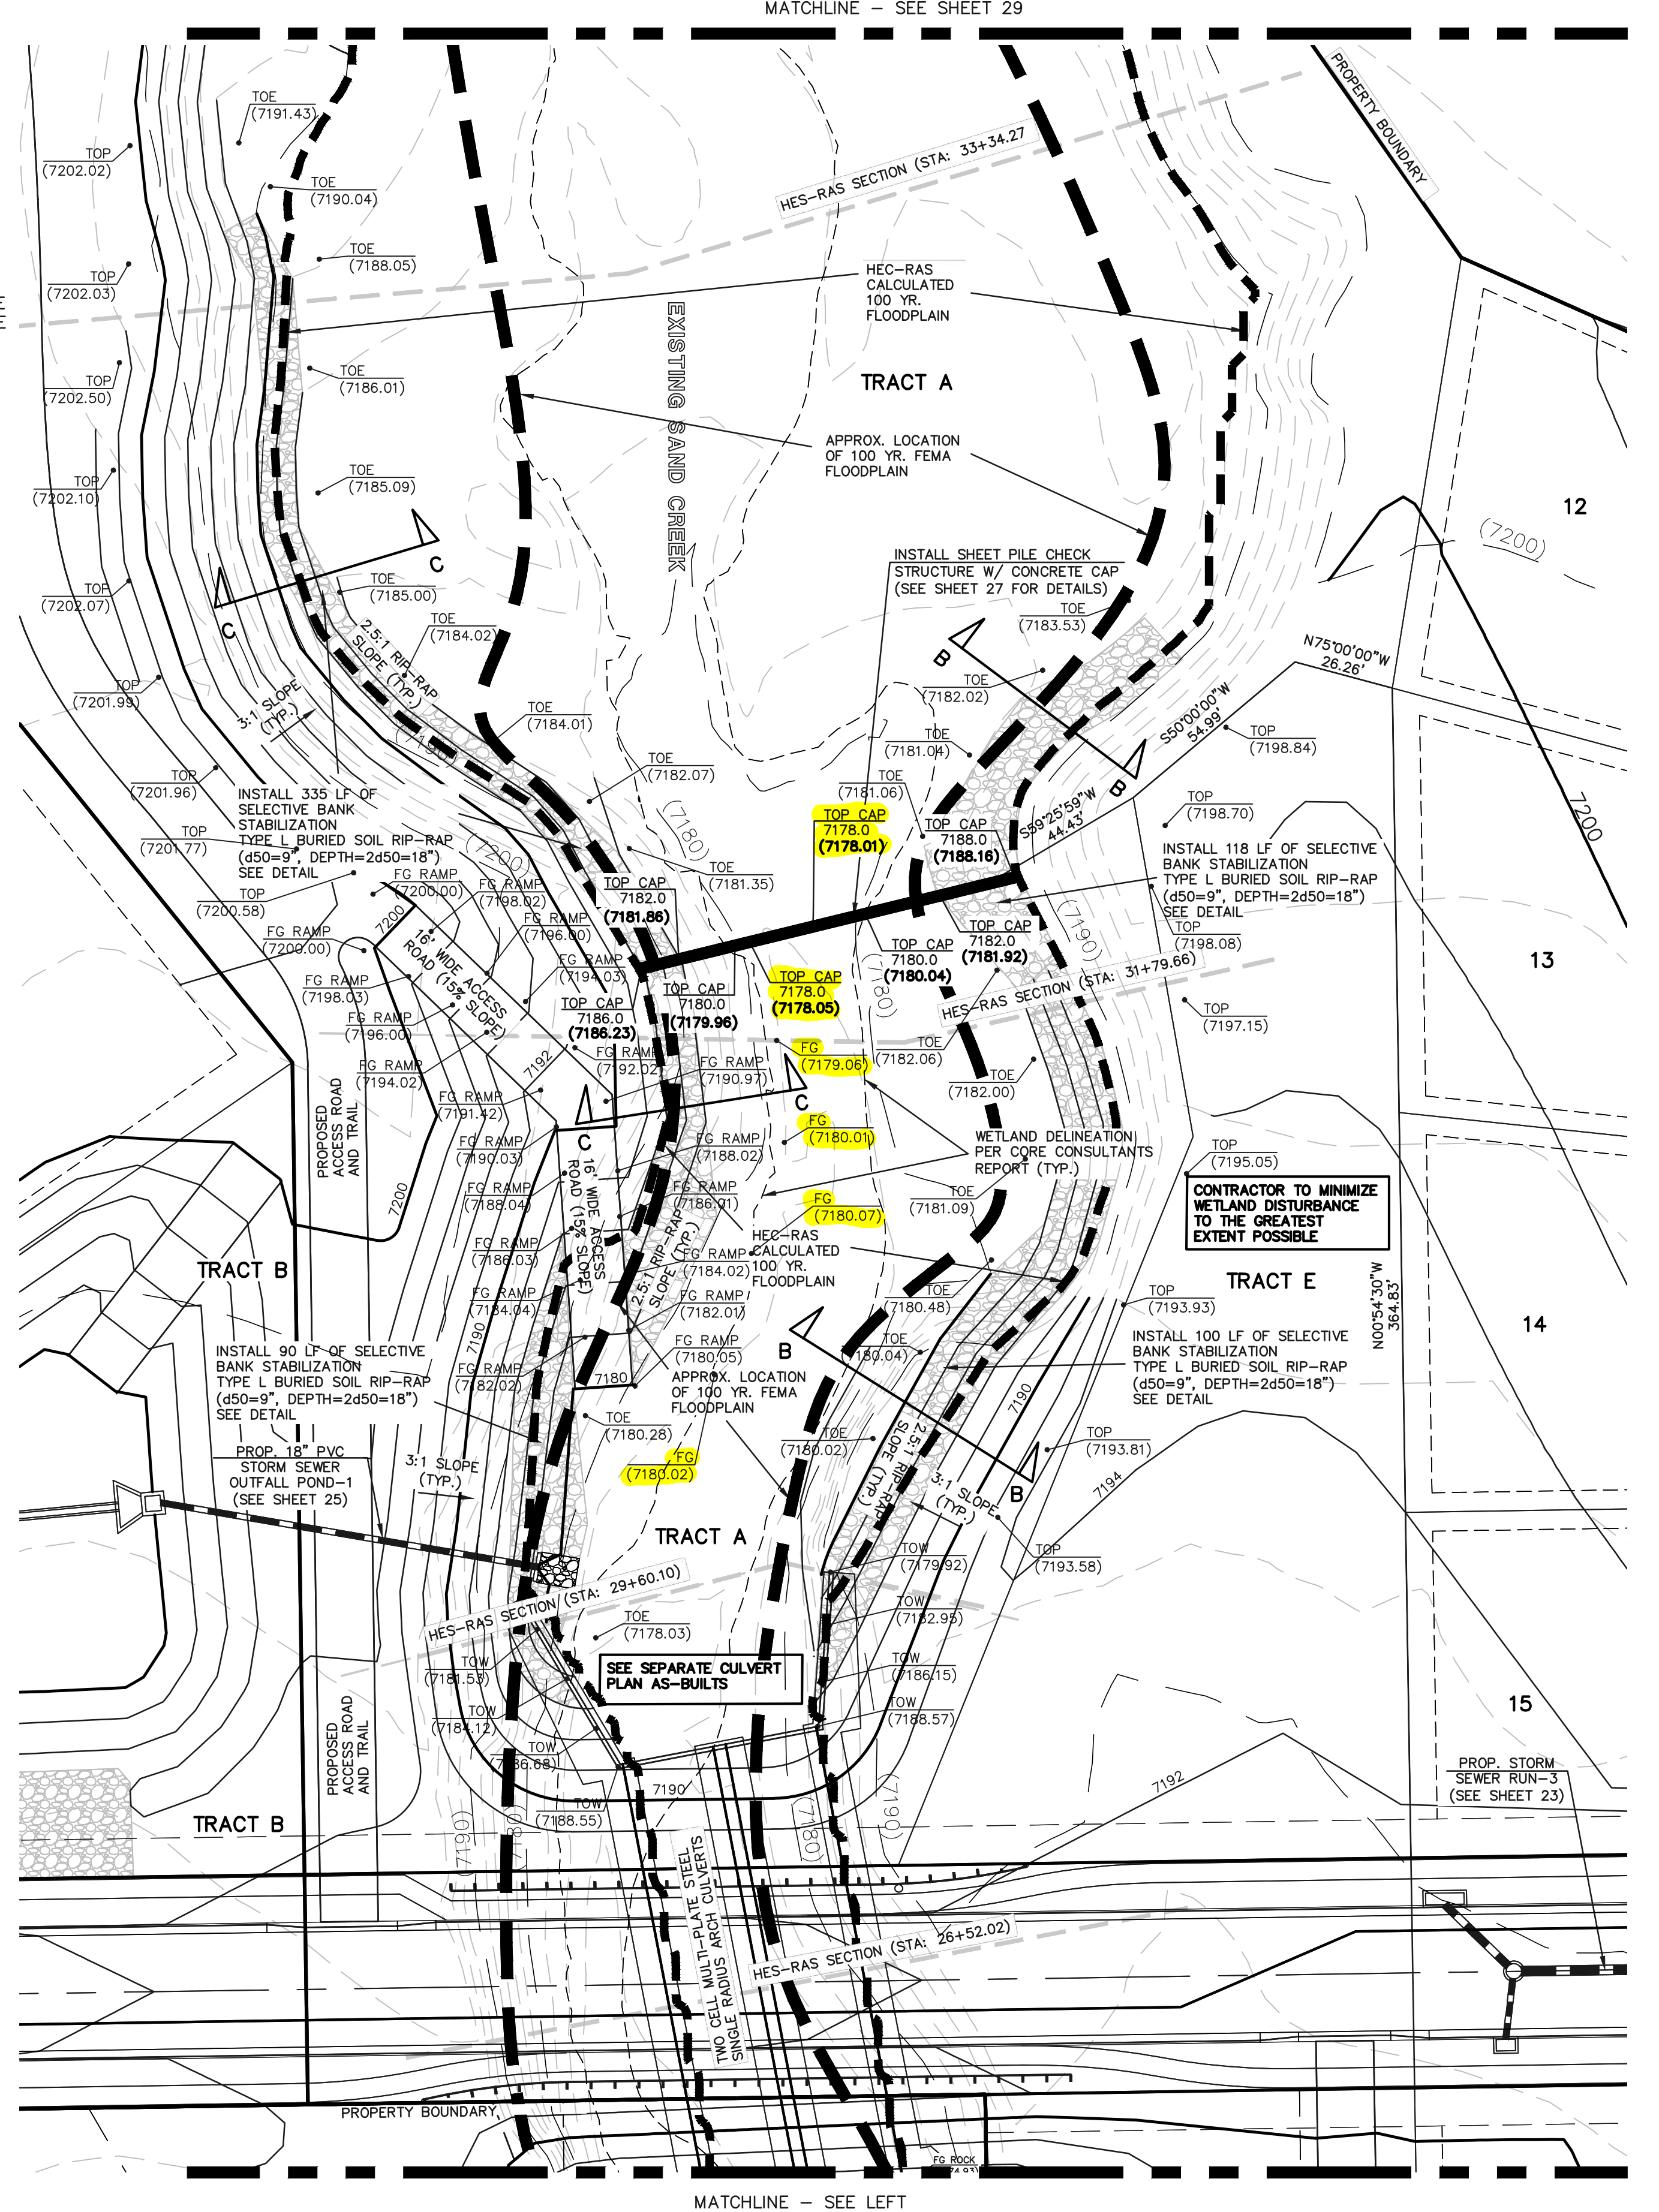 MATCHLINE – SEE SHEET 29
TOE
(7191.43)
TOP
(7202.02)
TOE
(7190.04)
TOE
(7188.05)
TOP
(7202.03)
HES-RAS SECTION (STA: 33+34.27
PROPERTY BOUNDARY
HEC-RAS
CALCULATED
100 YR.
FLOODPLAIN
EXISTING SAND CREEK
TRACT A
TOE
(7186.01)
TOP
(7202.50)
APPROX. LOCATION
OF 100 YR. FEMA
FLOODPLAIN
TOE
(7185.09)
TOP
(7202.10)
12
(7200)
C
C
INSTALL SHEET PILE CHECK
STRUCTURE W/ CONCRETE CAP
(SEE SHEET 27 FOR DETAILS)
TOE
(7185.00)
TOP
(7202.07)
TOE
(7184.02)
TOE
(7183.53)
2.5:1 RIP-RAP
SLOPE (TYP.)
B
N75°00'00"W
26.26'
TOP
(7201.99)
3:1 SLOPE
(TYP.)
TOE
(7182.02)
S50°00'00"W
54.99'
TOE
(7184.01)
TOE
(7181.04)
TOP
(7198.84)
TOE
(7182.07)
TOE
(7181.06)
B
TOP
(7201.96)
INSTALL 335 LF OF
SELECTIVE BANK
STABILIZATION
TYPE L BURIED SOIL RIP-RAP
(d50=9", DEPTH=2d50=18")
SEE DETAIL
(7180)
S59°25'59"W
44.43'
TOP
(7198.70)
7200
TOP CAP
7178.0
(7178.01)
TOP CAP
7188.0
(7188.16)
TOP
(7201.77)
(7200)
INSTALL 118 LF OF SELECTIVE
BANK STABILIZATION
TYPE L BURIED SOIL RIP-RAP
(d50=9", DEPTH=2d50=18")
SEE DETAIL
TOE
(7181.35)
FG RAMP
(7200.00)
FG RAMP
(7198.02)
TOP CAP
7182.0
(7181.86)
TOP
(7200.58)
7200
FG RAMP
(7196.00)
(7190)
TOP CAP
7182.0
(7181.92)
TOP
(7198.08)
FG RAMP
(7200.00)
16' WIDE ACCESS
ROAD (15% SLOPE)
TOP CAP
7180.0
(7180.04)
(7180)
FG RAMP
(7194.03)
13
FG RAMP
(7198.03)
TOP CAP
7186.0
(7186.23)
TOP CAP
7180.0
(7179.96)
TOP CAP
7178.0
(7178.05)
HES-RAS SECTION (STA: 31+79.66)
FG RAMP
(7196.00)
TOP
(7197.15)
FG
(7179.06)
TOE
(7182.06)
FG RAMP
(7194.02)
7192
FG RAMP
(7192.02)
FG RAMP
(7190.97)
TOE
(7182.00)
FG RAMP
(7191.42)
C
PROPOSED
ACCESS ROAD
AND TRAIL
FG
(7180.01)
FG RAMP
(7190.03)
C
FG RAMP
(7188.02)
WETLAND DELINEATION
PER CORE CONSULTANTS
REPORT (TYP.)
TOP
(7195.05)
7200
FG RAMP
(7188.04)
16' WIDE ACCESS
ROAD (15% SLOPE)
FG RAMP
(7186.01)
FG
(7180.07)
TOE
(7181.09)
CONTRACTOR TO MINIMIZE
WETLAND DISTURBANCE
TO THE GREATEST
EXTENT POSSIBLE
FG RAMP
(7186.03)
2.5:1 RIP-RAP
SLOPE (TYP.)
HEC-RAS
CALCULATED
100 YR.
FLOODPLAIN
FG RAMP
(7184.02)
TRACT B
TRACT E
FG RAMP
(7184.04)
FG RAMP
(7182.01)
TOE
(7180.48)
TOP
(7193.93)
N00°54'30"W
364.83'
14
7190
INSTALL 90 LF OF SELECTIVE
BANK STABILIZATION
TYPE L BURIED SOIL RIP-RAP
(d50=9", DEPTH=2d50=18")
SEE DETAIL
FG RAMP
(7180.05)
B
TOE
(7180.04)
INSTALL 100 LF OF SELECTIVE
BANK STABILIZATION
TYPE L BURIED SOIL RIP-RAP
(d50=9", DEPTH=2d50=18")
SEE DETAIL
FG RAMP
(7182.02)
7180
APPROX. LOCATION
OF 100 YR. FEMA
FLOODPLAIN
7190
TOE
(7180.28)
TOE
(7180.02)
2.5:1 RIP-RAP
SLOPE (TYP.)
TOP
(7193.81)
PROP. 18" PVC
STORM SEWER
OUTFALL POND-1
(SEE SHEET 25)
3:1 SLOPE
(TYP.)
FG
(7180.02)
3:1 SLOPE
(TYP.)
B
7194
TRACT A
TOW
(7179.92)
TOP
(7193.58)
HES-RAS SECTION (STA: 29+60.10)
TOW
(7182.95)
TOE
(7178.03)
TOW
(7181.53)
SEE SEPARATE CULVERT
PLAN AS-BUILTS
TOW
(7186.15)
PROPOSED
ACCESS ROAD
AND TRAIL
TOW
(7184.12)
TOW
(7188.57)
15
TOW
(7186.68)
7190
7192
PROP. STORM
SEWER RUN-3
(SEE SHEET 23)
TOW
(7188.55)
TRACT B
(7190)
(7180)
(7190)
TWO CELL MULTI-PLATE STEEL
SINGLE RADIUS ARCH CULVERTS
HES-RAS SECTION (STA: 26+52.02)
PROPERTY BOUNDARY
FG ROCK
MATCHLINE – SEE LEFT